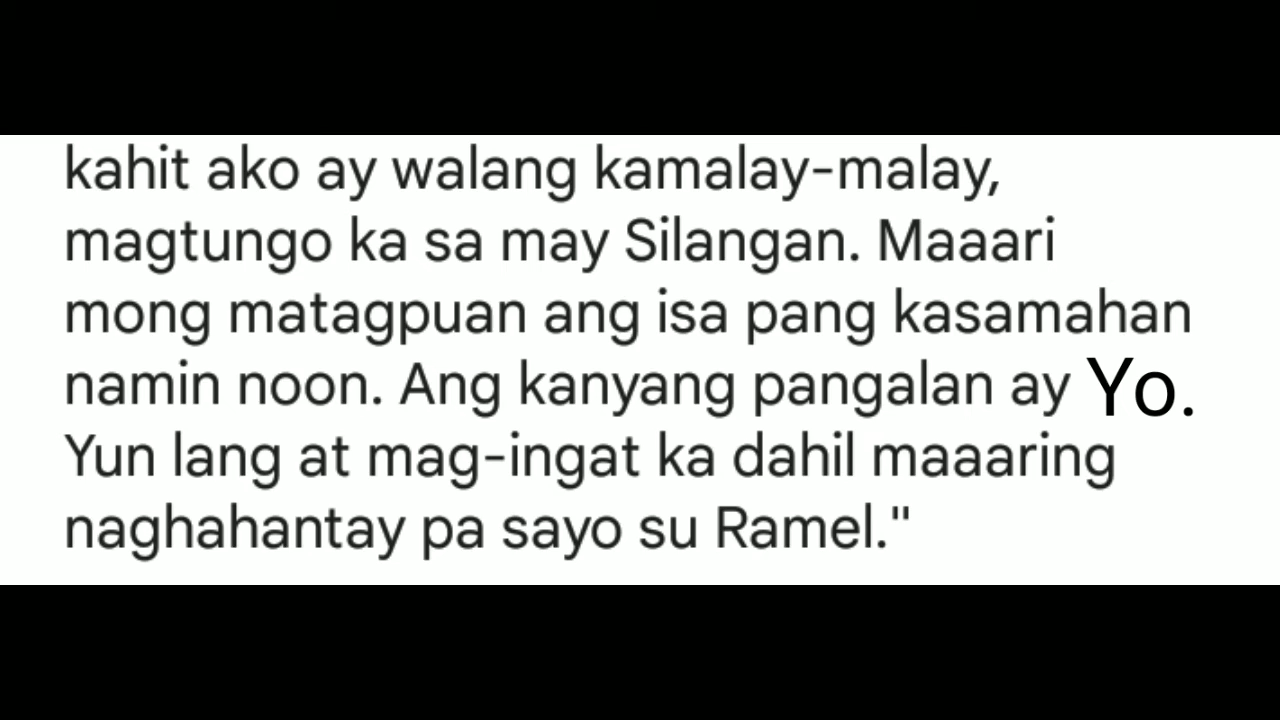 kahit ako ay walang kamalay-malay,
magtungo ka sa may Silangan. Maaari
mong matagpuan ang isa pang kasamahan
namin noon. Ang kanyang pangalan ay Yo.
Yun lang at mag-ingat ka dahil maaaring
naghahantay pa sayo su Ramel."